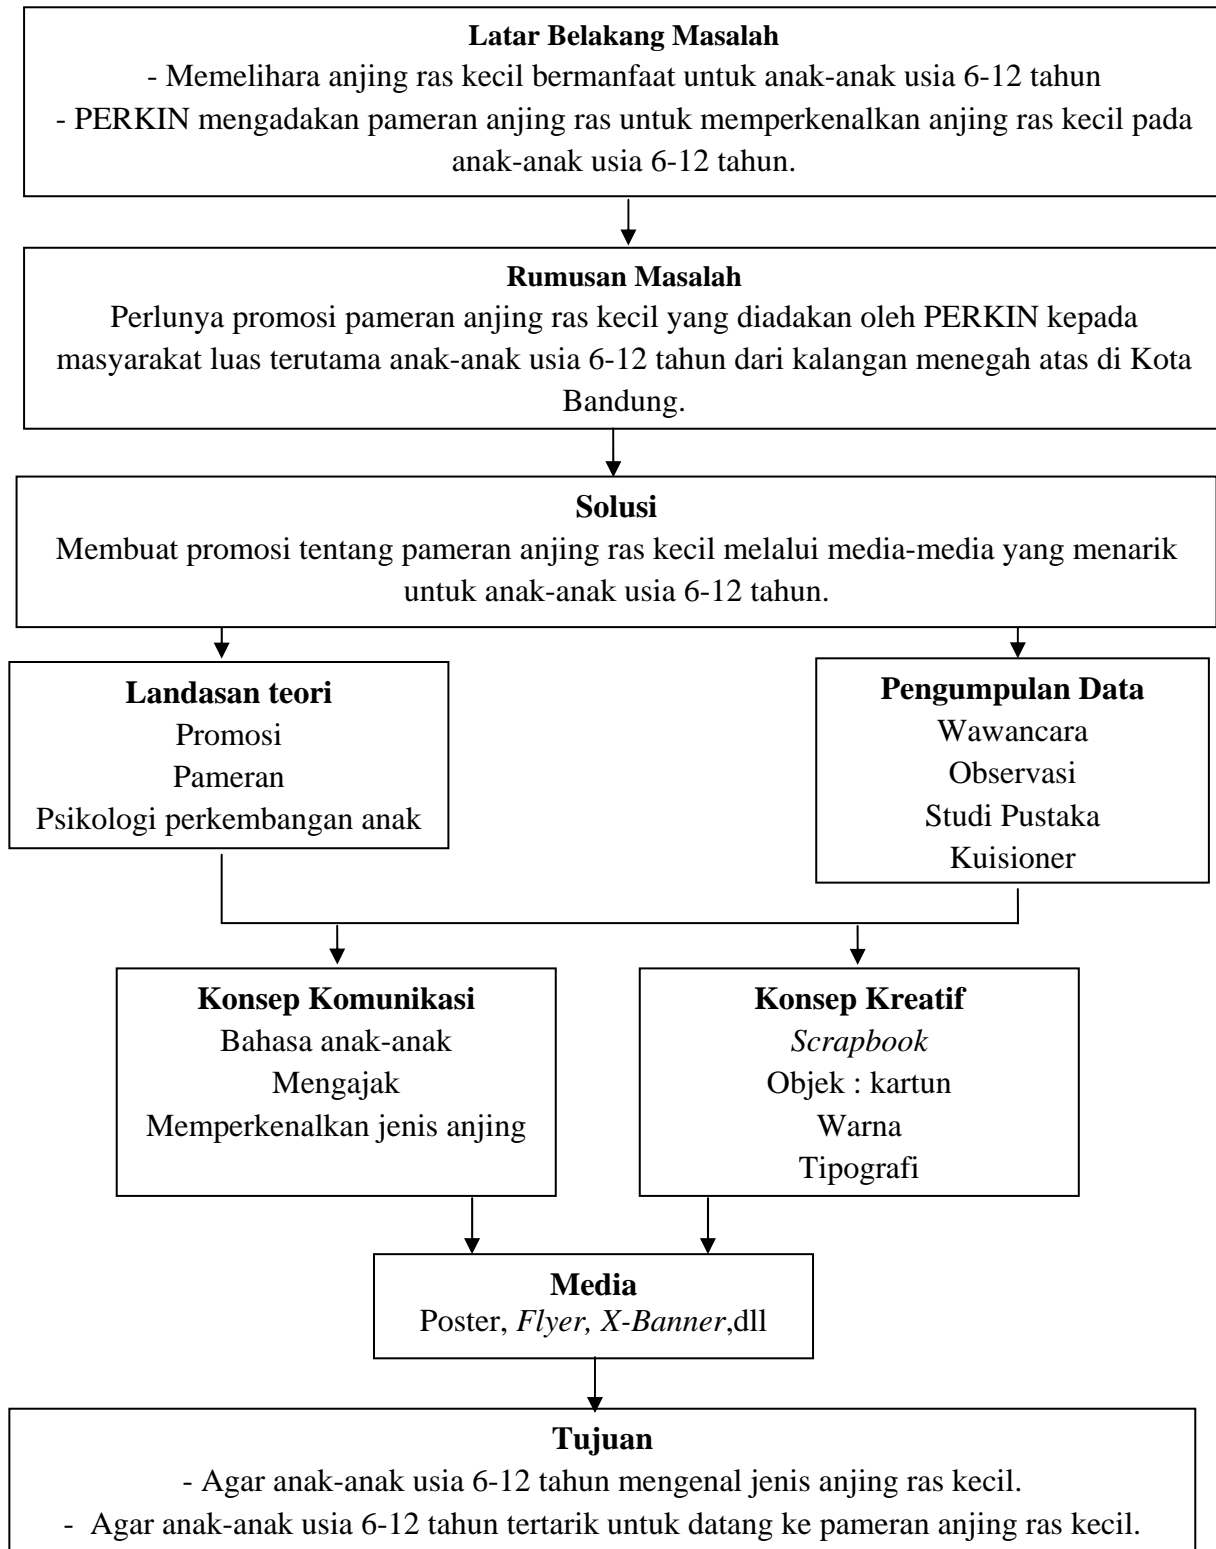 Latar Belakang Masalah
- Memelihara anjing ras kecil bermanfaat untuk anak-anak usia 6-12 tahun
- PERKIN mengadakan pameran anjing ras untuk memperkenalkan anjing ras kecil pada
anak-anak usia 6-12 tahun.
Rumusan Masalah
Perlunya promosi pameran anjing ras kecil yang diadakan oleh PERKIN kepada
masyarakat luas terutama anak-anak usia 6-12 tahun dari kalangan menegah atas di Kota
Bandung.
Solusi
Membuat promosi tentang pameran anjing ras kecil melalui media-media yang menarik
untuk anak-anak usia 6-12 tahun.
Landasan teori
Promosi
Pameran
Psikologi perkembangan anak
Pengumpulan Data
Wawancara
Observasi
Studi Pustaka
Kuisioner
Konsep Komunikasi
Bahasa anak-anak
Mengajak
Memperkenalkan jenis anjing
Konsep Kreatif
Scrapbook
Objek : kartun
Warna
Tipografi
Media
Poster, Flyer, X-Banner,dll
Tujuan
- Agar anak-anak usia 6-12 tahun mengenal jenis anjing ras kecil.
- Agar anak-anak usia 6-12 tahun tertarik untuk datang ke pameran anjing ras kecil.